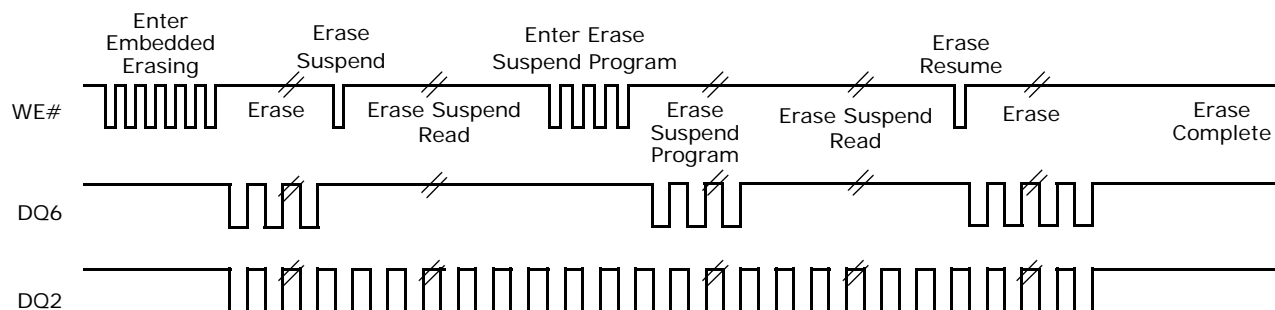 Enter
Embedded
Erasing
Erase
Suspend
Enter Erase
Suspend Program
Erase
Resume
WE#
Erase
Erase Suspend
Read
Erase
Suspend
Program
Erase Suspend
Read
Erase
Erase
Complete
DQ6
DQ2